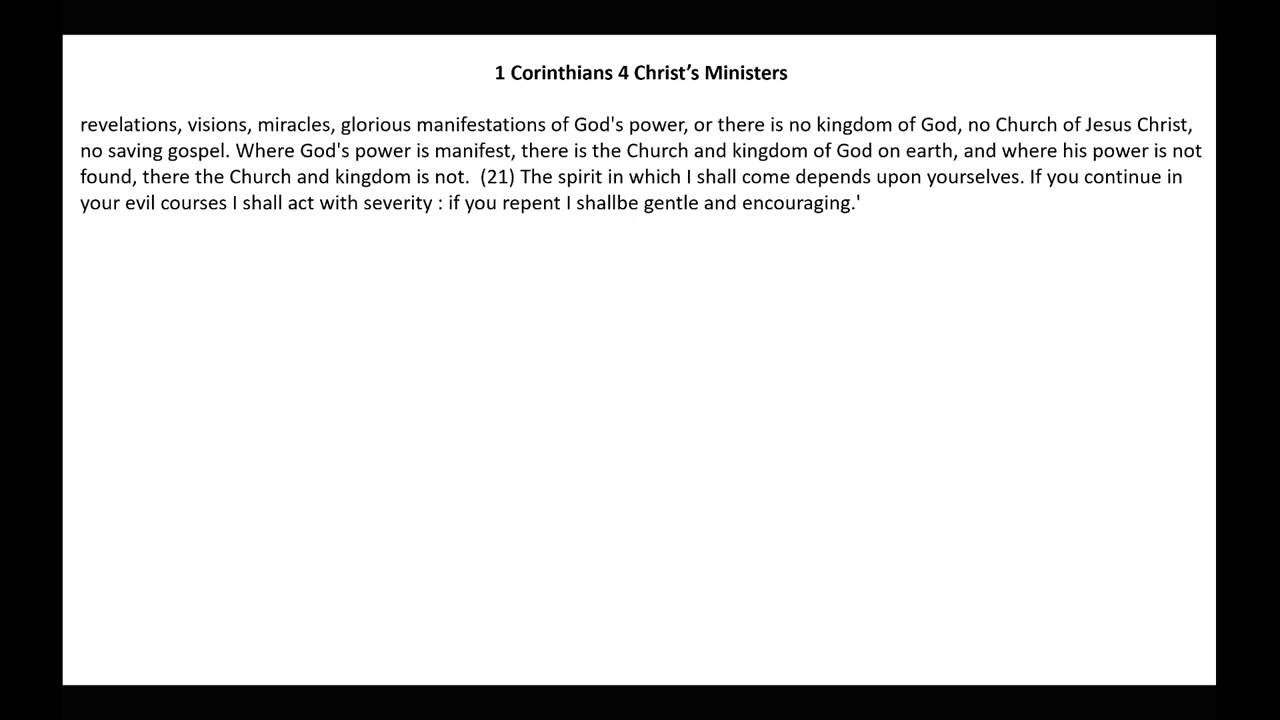 1 Corinthians 4 Christ’s Ministers
revelations, visions, miracles, glorious manifestations of God's power, or there is no kingdom of God, no Church of Jesus Christ,
no saving gospel. Where God's power is manifest, there is the Church and kingdom of God on earth, and where his power is not
found, there the Church and kingdom is not.  (21) The spirit in which I shall come depends upon yourselves. If you continue in
your evil courses I shall act with severity : if you repent I shallbe gentle and encouraging.'